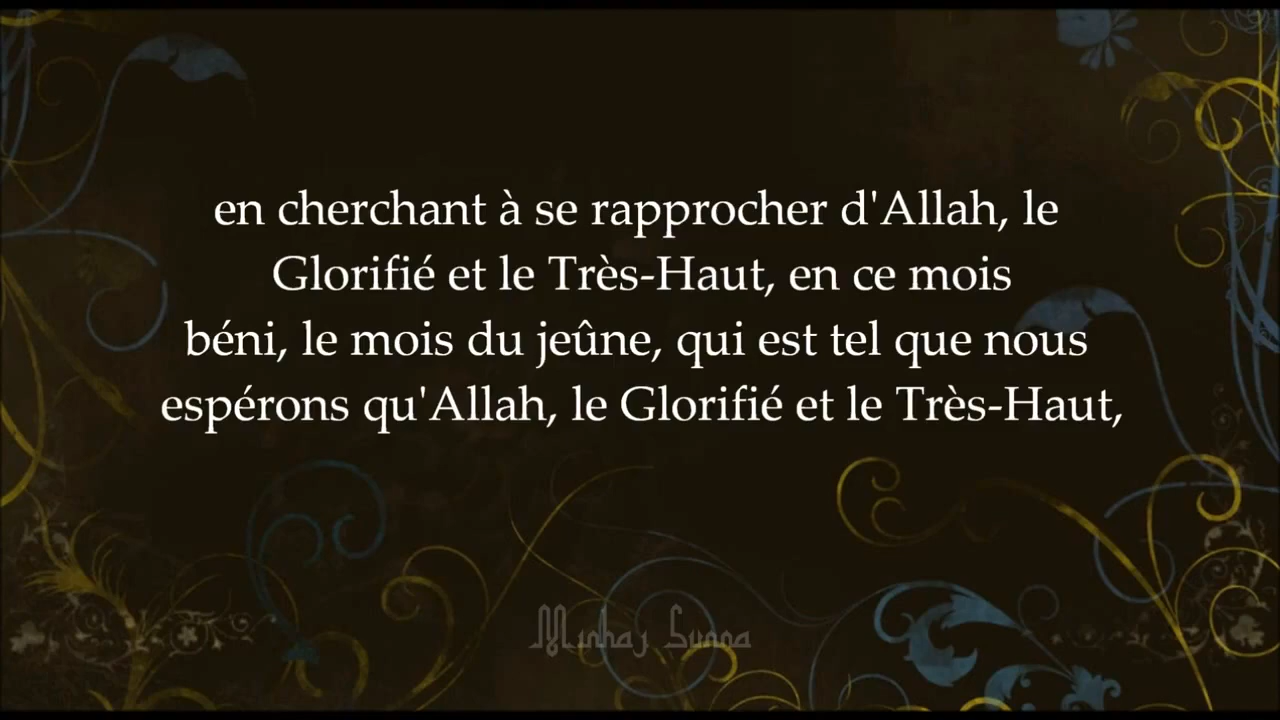 en cherchant à se rapprocher d'Allah, le
Glorifié et le Très-Haut, en ce mois
béni, le mois du jeûne, qui est tel que nous
espérons qu'Allah, le Glorifié et le Très-Haut,
Minhaj Sunna